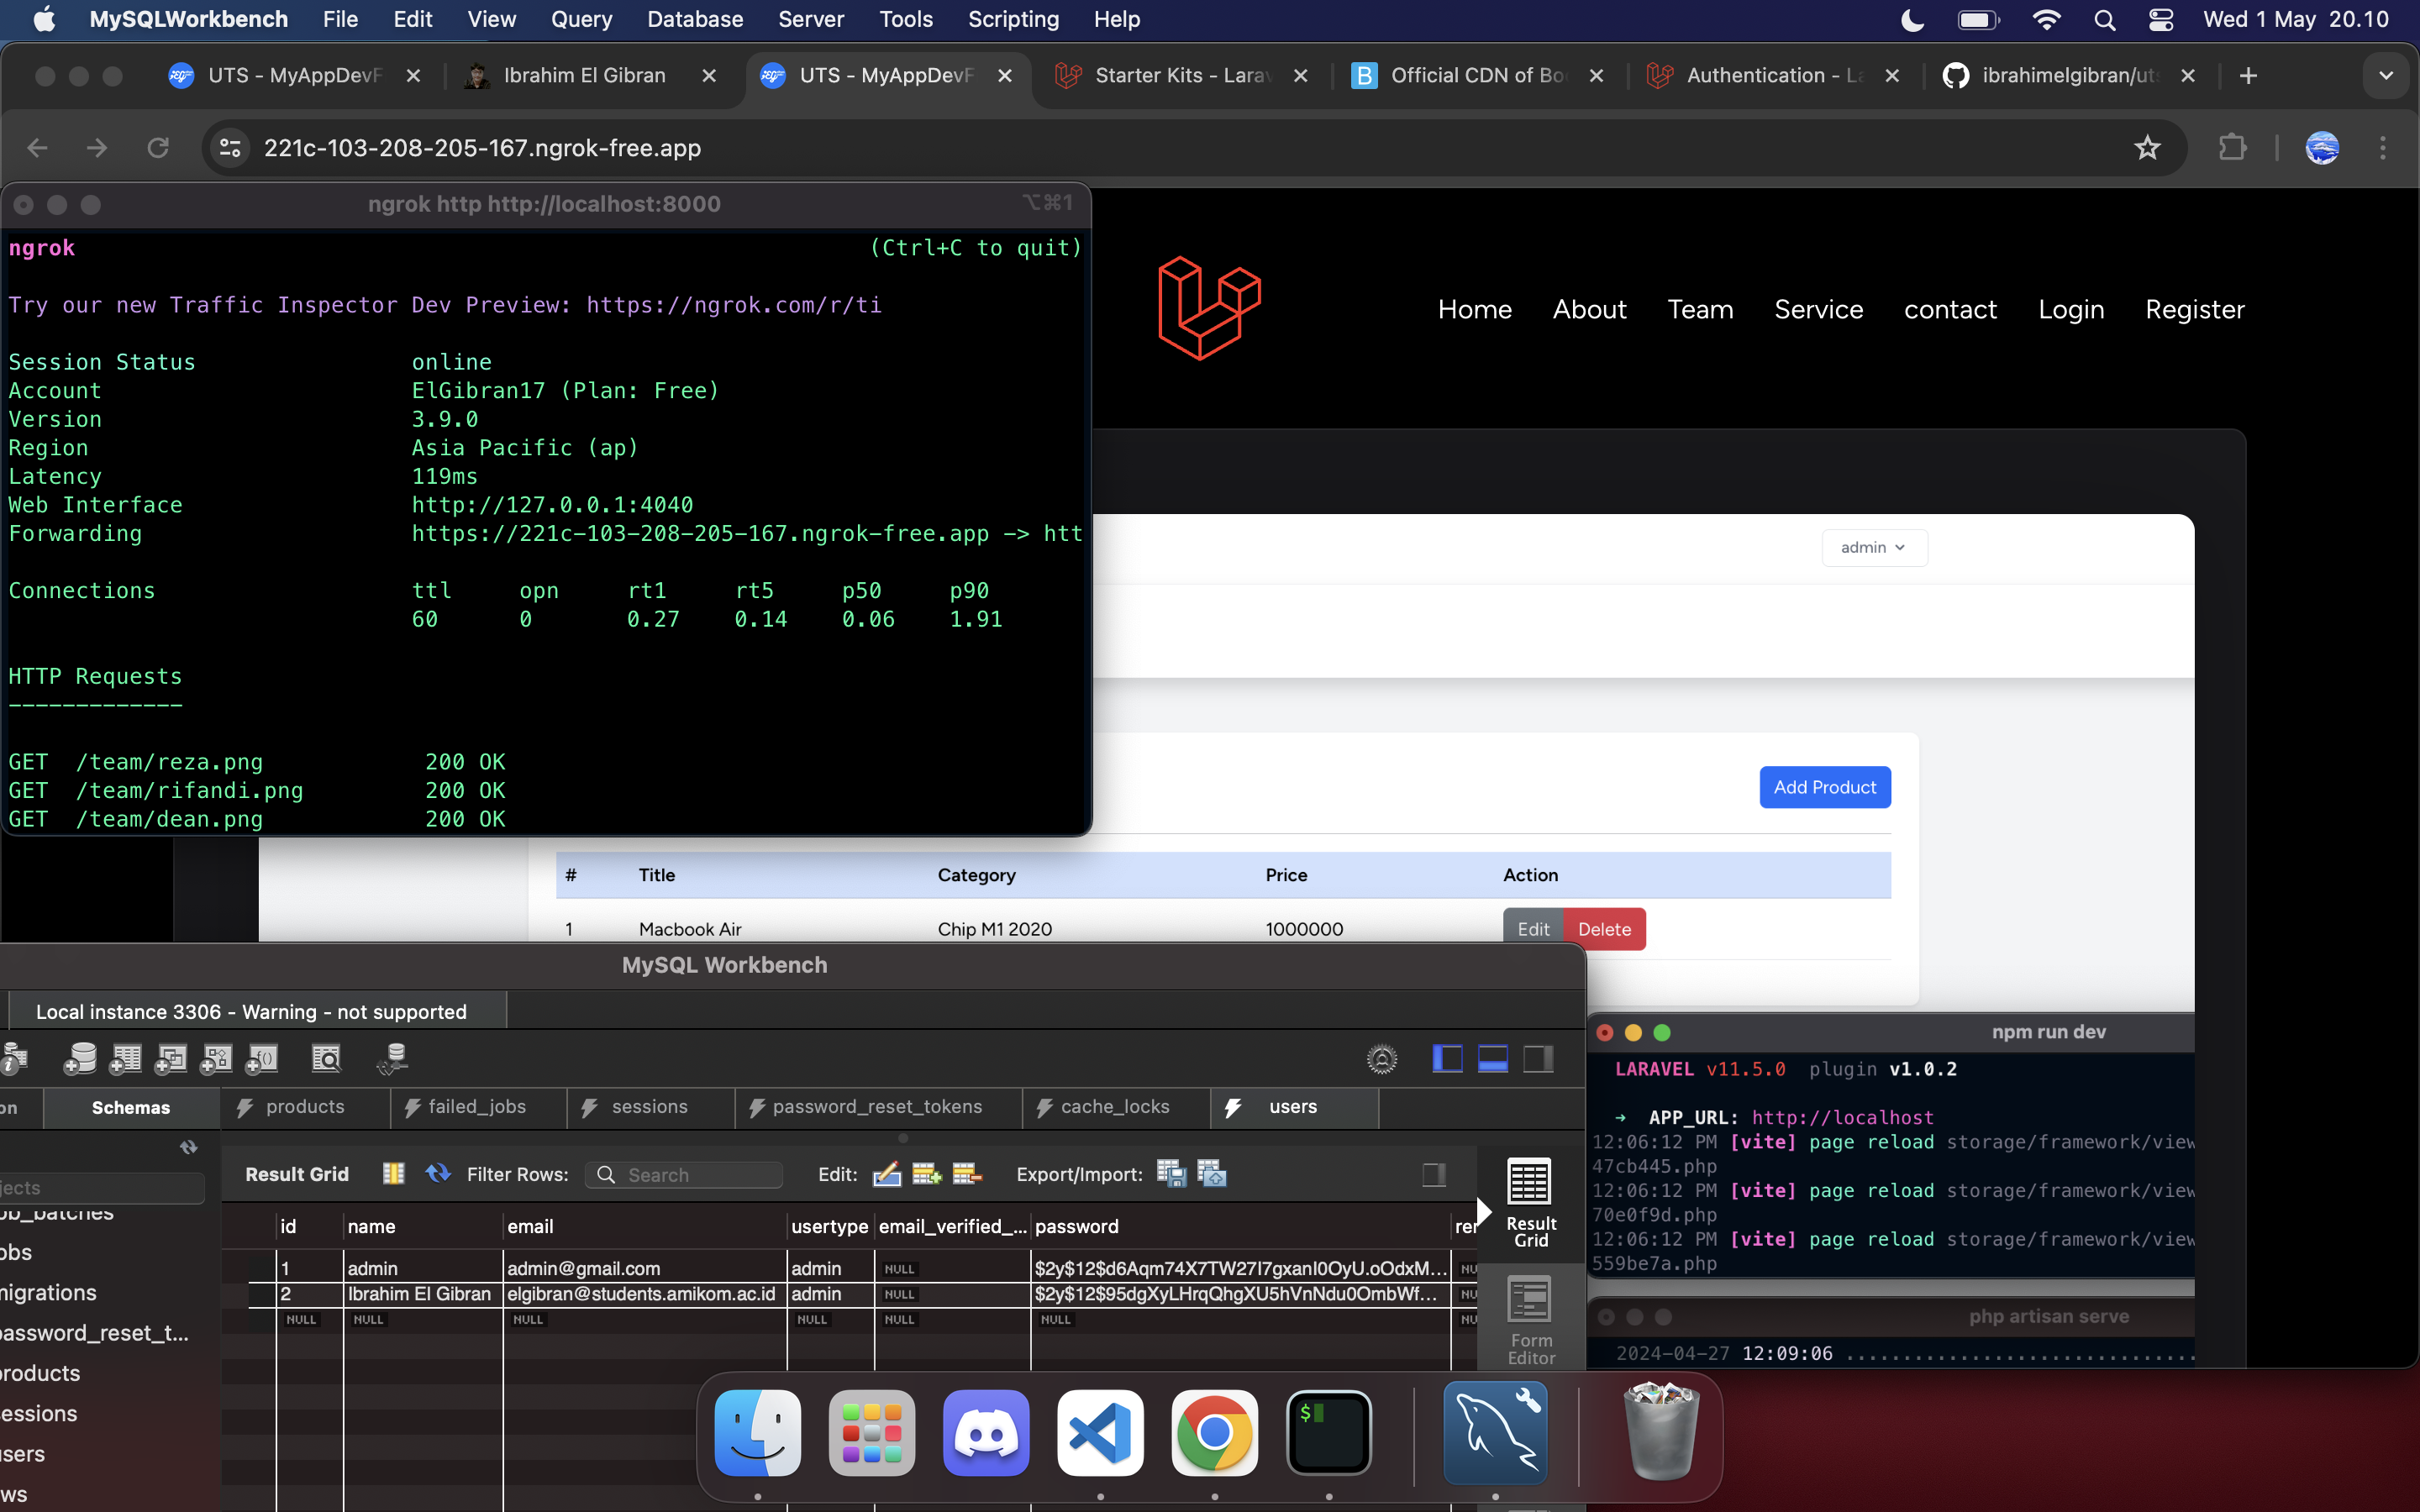 MySQLWorkbench File Edit View Query Database Server Tools Scripting Help Wed 1 May 20.10
UTS - MyAppDevF Ibrahim El Gibran UTS - MyAppDevF Starter Kits - Larav Official CDN of Bo Authentication - La ibrahimelgibran/uts
221c-103-208-205-167.ngrok-free.app
ngrok http http://localhost:8000 ⌥⌘1
ngrok (Ctrl+C to quit)
Try our new Traffic Inspector Dev Preview: https://ngrok.com/r/ti
Session Status online
Account ElGibran17 (Plan: Free)
Version 3.9.0
Region Asia Pacific (ap)
Latency 119ms
Web Interface http://127.0.0.1:4040
Forwarding https://221c-103-208-205-167.ngrok-free.app -> htt
Connections ttl opn rt1 rt5 p50 p90
60 0 0.27 0.14 0.06 1.91
HTTP Requests
-------------
GET /team/reza.png 200 OK
GET /team/rifandi.png 200 OK
GET /team/dean.png 200 OK
Home About Team Service contact Login Register
admin
Add Product
# Title Category Price Action
1 Macbook Air Chip M1 2020 1000000 Edit Delete
MySQL Workbench
Local instance 3306 - Warning - not supported
on Schemas products failed_jobs sessions password_reset_tokens cache_locks users
jects
ob_batches
obs
nigrations
password_reset_t...
products
essions
users
ws
Result Grid Filter Rows: Search Edit: Export/Import:
id name email usertype email_verified_... password rer
1 admin admin@gmail.com admin NULL $2y$12$d6Aqm74X7TW27I7gxanI0OyU.oOdxM... NU
2 Ibrahim El Gibran elgibran@students.amikom.ac.id admin NULL $2y$12$95dgXyLHrqQhgXU5hVnNdu0OmbWf... NU
NULL NULL NULL NULL NULL NULL NU
Result
Grid
Form
Editor
npm run dev
LARAVEL v11.5.0 plugin v1.0.2
➜ APP_URL: http://localhost
12:06:12 PM [vite] page reload storage/framework/view
47cb445.php
12:06:12 PM [vite] page reload storage/framework/view
70e0f9d.php
12:06:12 PM [vite] page reload storage/framework/view
559be7a.php
php artisan serve
2024-04-27 12:09:06 ..........................